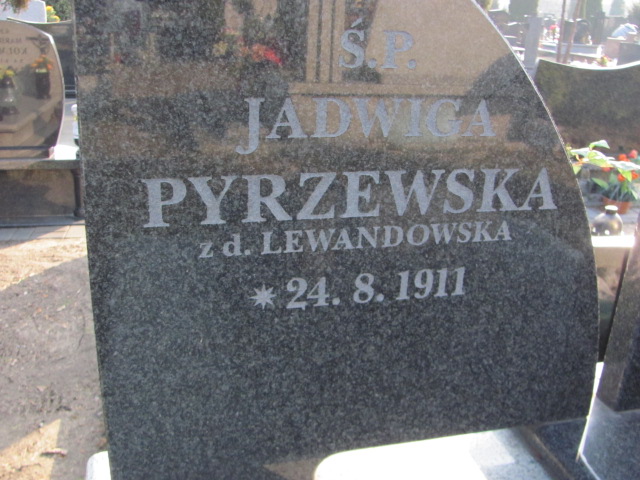 Ś.P.
JADWIGA
PYRZEWSKA
z d. LEWANDOWSKA
* 24. 8. 1911